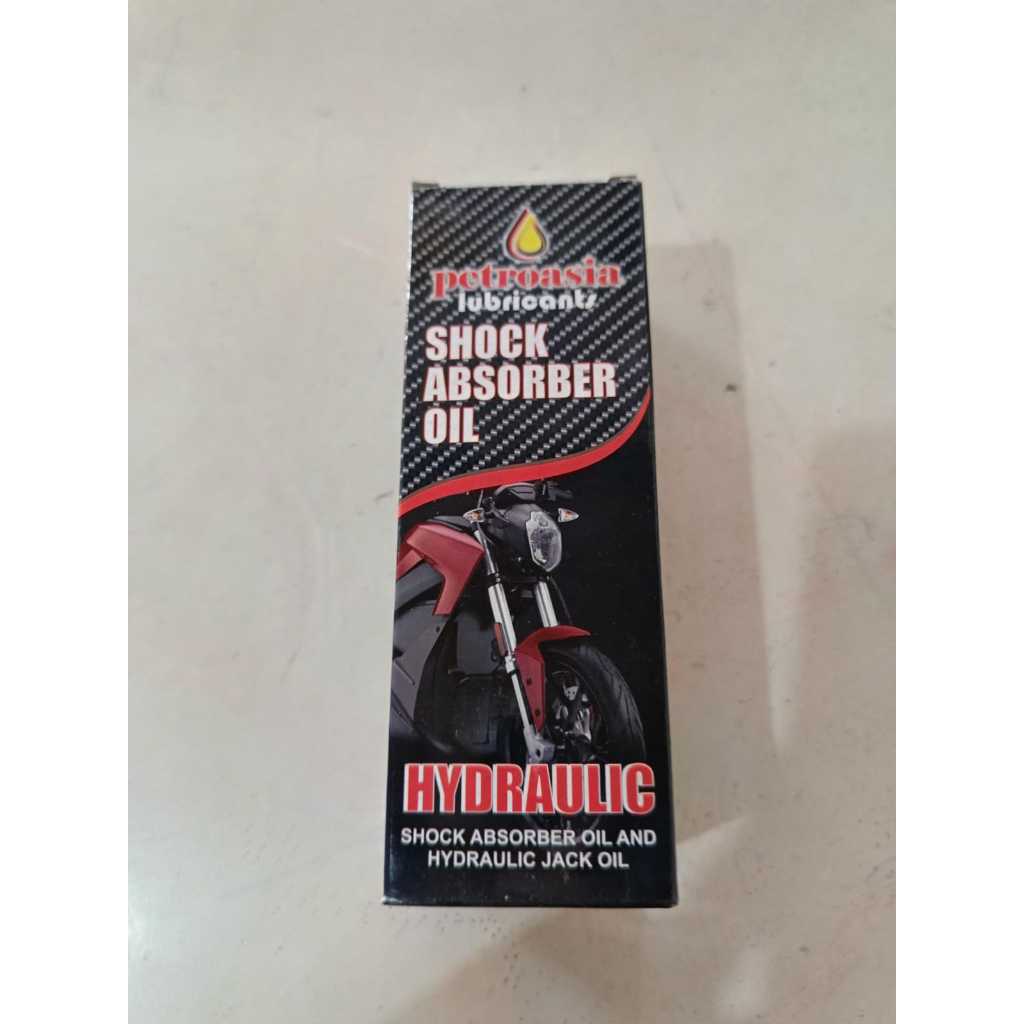 petroasia
lubricants
SHOCK
ABSORBER
OIL
HYDRAULIC
SHOCK ABSORBER OIL AND
HYDRAULIC JACK OIL